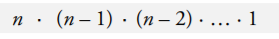 n · (n – 1) · (n – 2) · … · 1